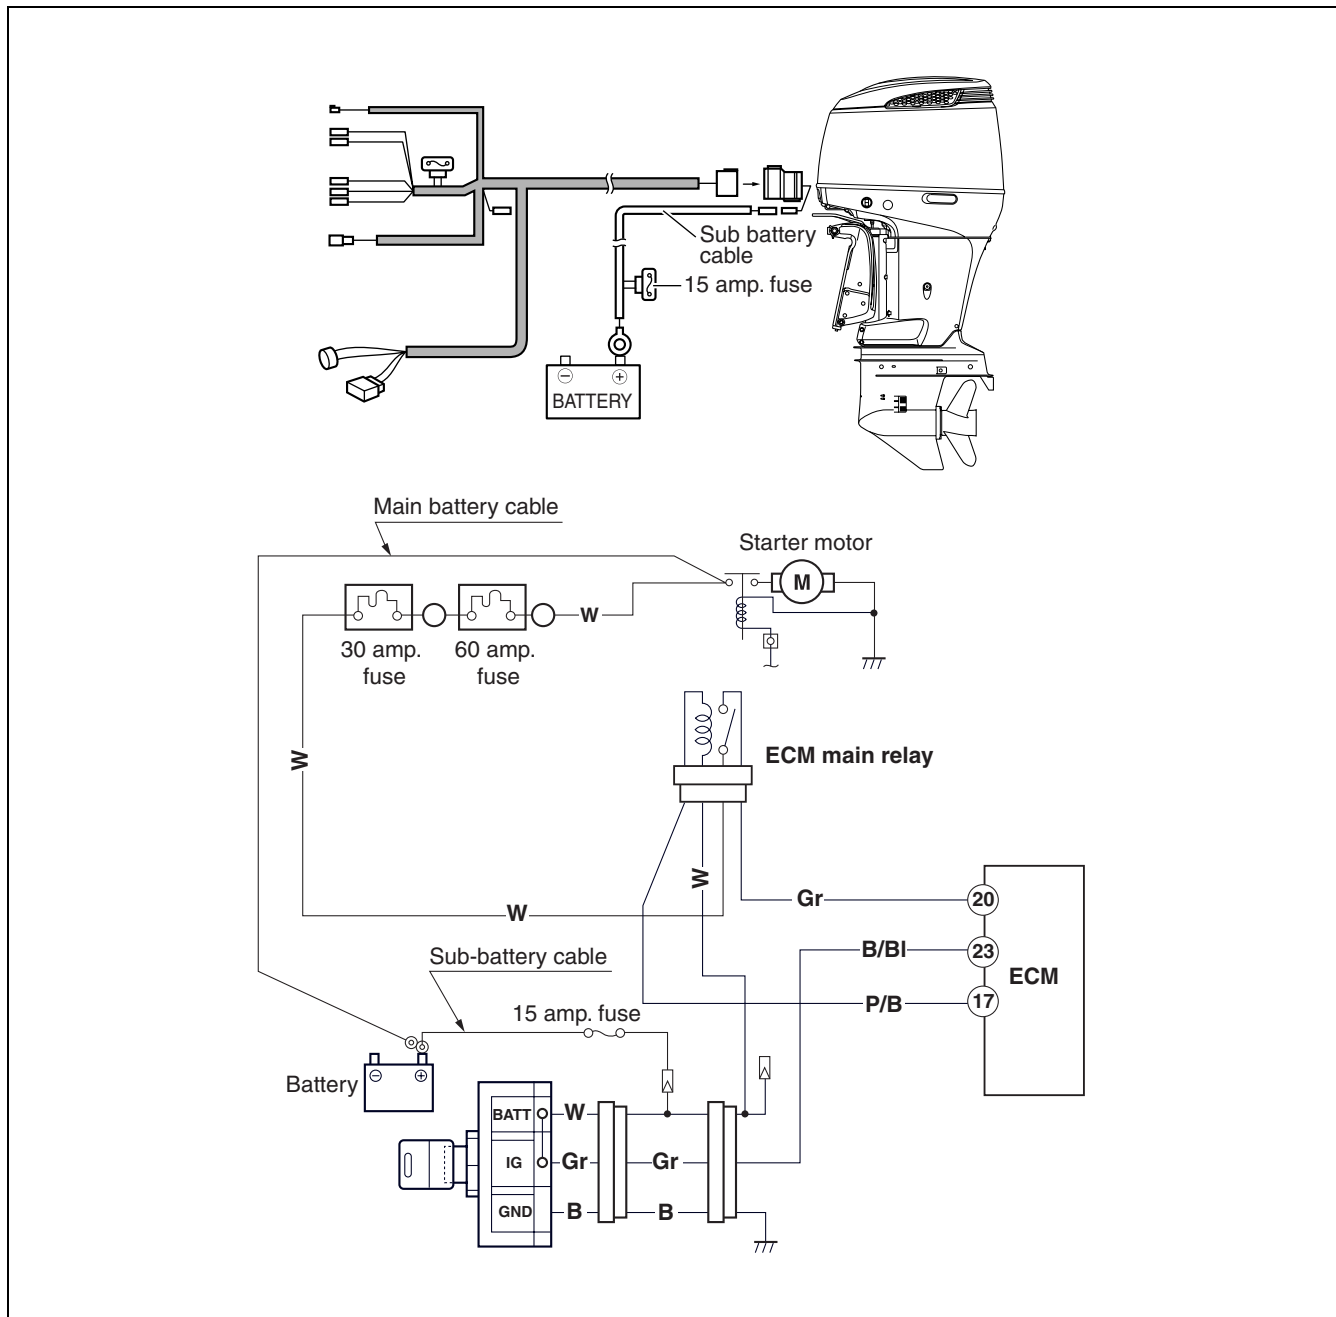 Sub battery
cable
15 amp. fuse
− +
BATTERY
Main battery cable
Starter motor
M
W
30 amp.
fuse
60 amp.
fuse
W
ECM main relay
W
Gr
20
W
B/Bl
23
ECM
Sub-battery cable
P/B
17
15 amp. fuse
Battery
− +
BATT
W
IG
Gr
Gr
GND
B
B